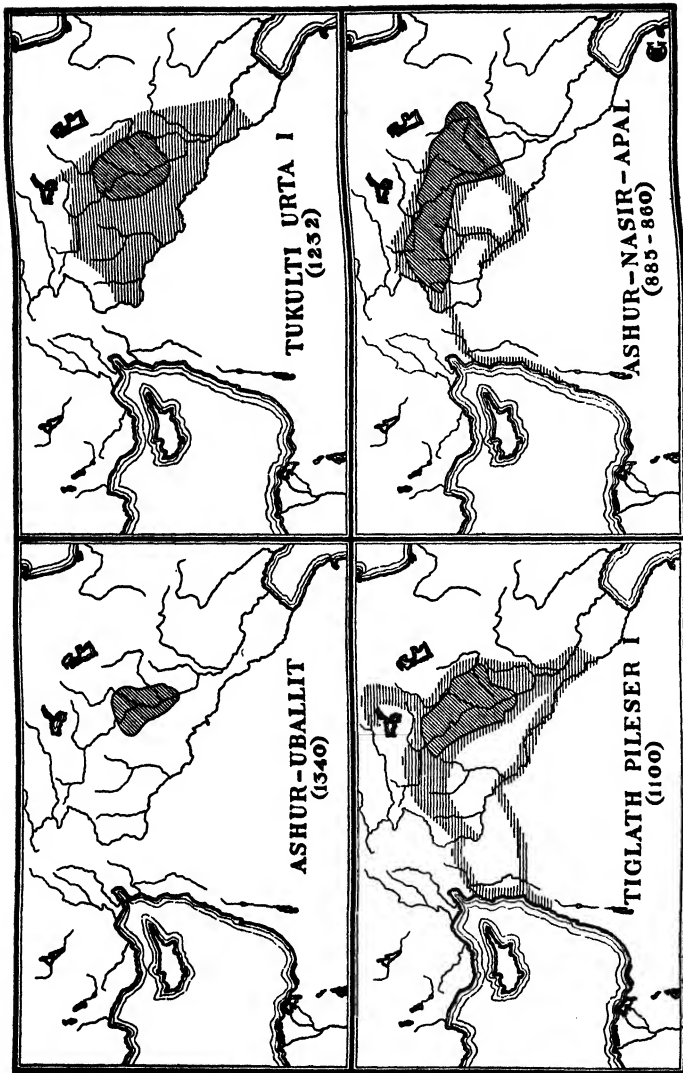 ASHUR-UBALLIT
(1340)
TUKULTI URTA I
(1232)
TIGLATH PILESER I
(1100)
ASHUR-NASIR-APAL
(885-860)